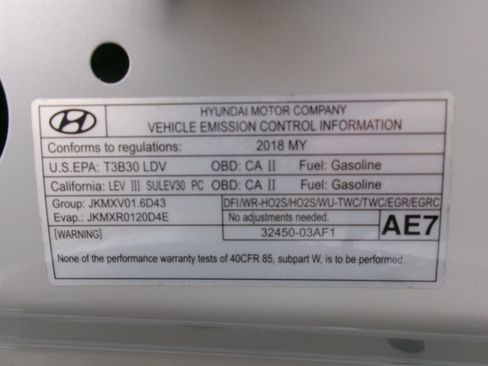 HYUNDAI MOTOR COMPANY
VEHICLE EMISSION CONTROL INFORMATION
Conforms to regulations: 2018 MY
U.S.EPA: T3B30 LDV OBD: CA II Fuel: Gasoline
California: LEV III SULEV30 PC OBD: CA II Fuel: Gasoline
Group: JKMXV01.6D43 DFI/WR-HO2S/HO2S/WU-TWC/TWC/EGR/EGRC
Evap.: JKMXR0120D4E No adjustments needed. AE7
[WARNING] 32450-03AF1
None of the performance warranty tests of 40CFR 85, subpart W, is to be performed.